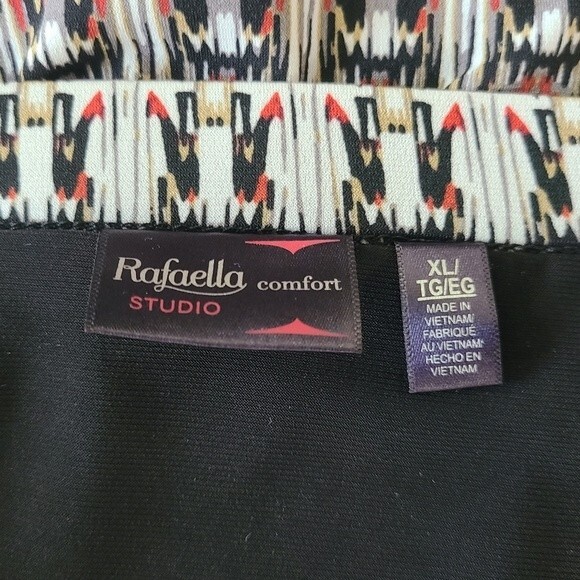 Rafaella comfort
STUDIO
XL/
TG/EG
MADE IN
VIETNAM/
FABRIQUÉ
AU VIETNAM/
HECHO EN
VIETNAM